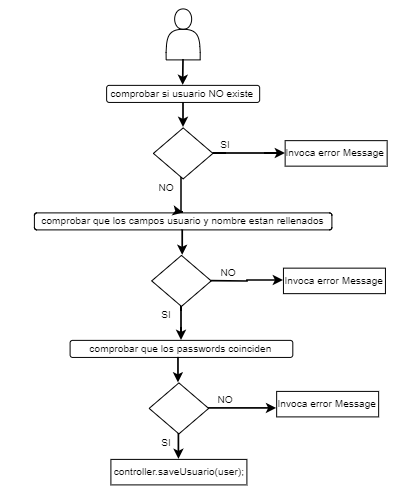 comprobar si usuario NO existe
SI
Invoca error Message
NO
comprobar que los campos usuario y nombre estan rellenados
NO
Invoca error Message
SI
comprobar que los passwords coinciden
NO
Invoca error Message
SI
controller.saveUsuario(user);